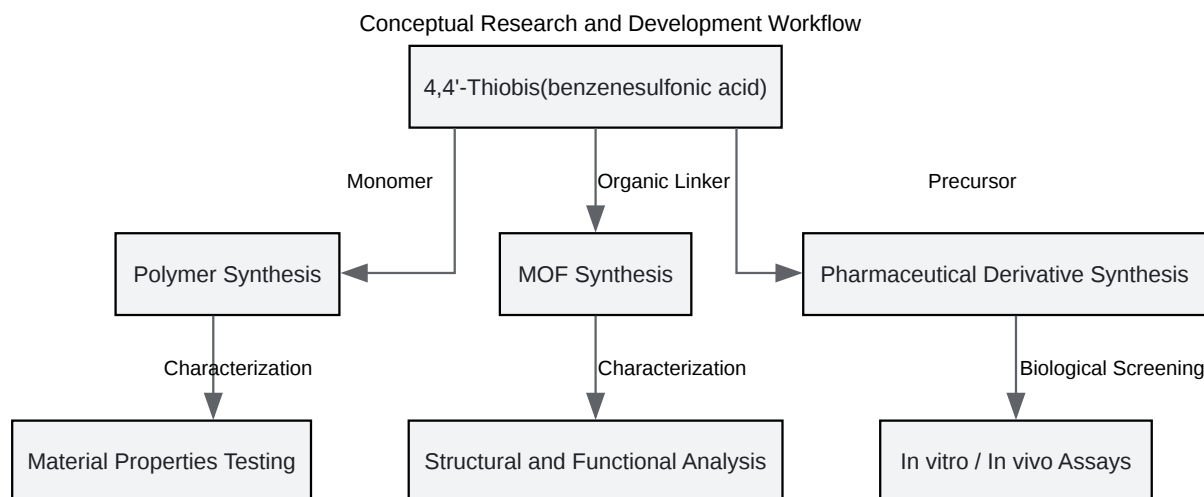 Conceptual Research and Development Workflow
4,4'-Thiobis(benzenesulfonic acid)
Monomer
Organic Linker
Precursor
Polymer Synthesis
MOF Synthesis
Pharmaceutical Derivative Synthesis
Characterization
Characterization
Biological Screening
Material Properties Testing
Structural and Functional Analysis
In vitro / In vivo Assays